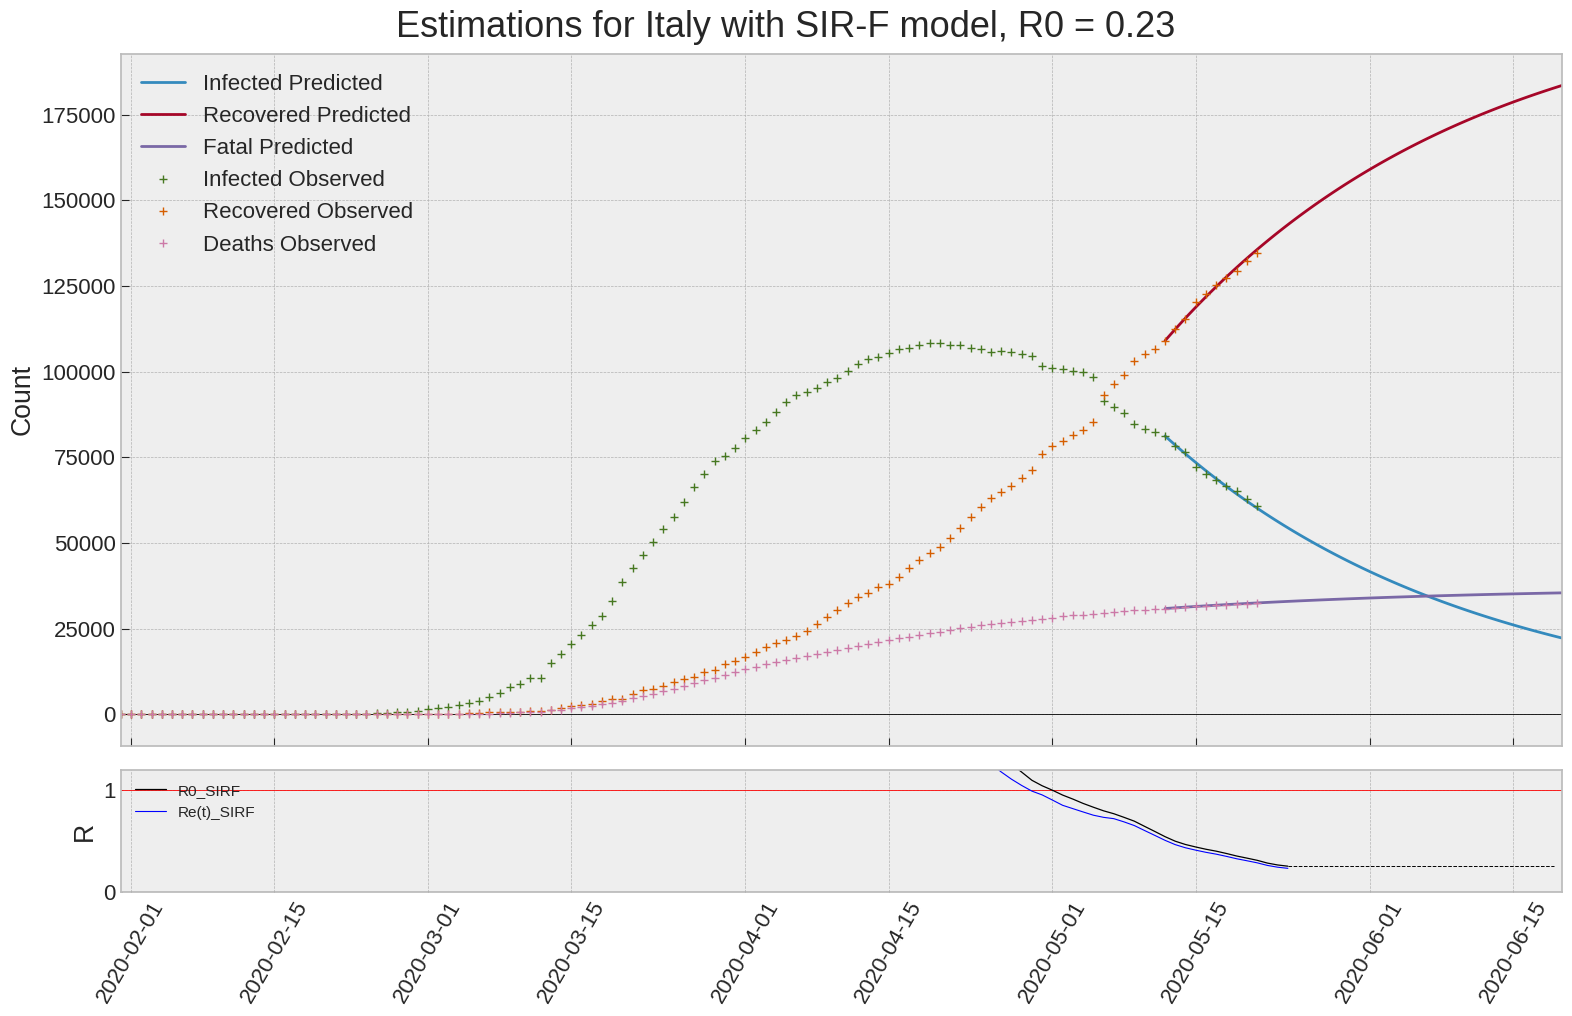 Estimations for Italy with SIR-F model, R0 = 0.23
Infected Predicted
Recovered Predicted
Fatal Predicted
Infected Observed
Recovered Observed
Deaths Observed
Count
175000
150000
125000
100000
75000
50000
25000
0
R0_SIRF
Re(t)_SIRF
R
1
0
2020-02-01
2020-02-15
2020-03-01
2020-03-15
2020-04-01
2020-04-15
2020-05-01
2020-05-15
2020-06-01
2020-06-15